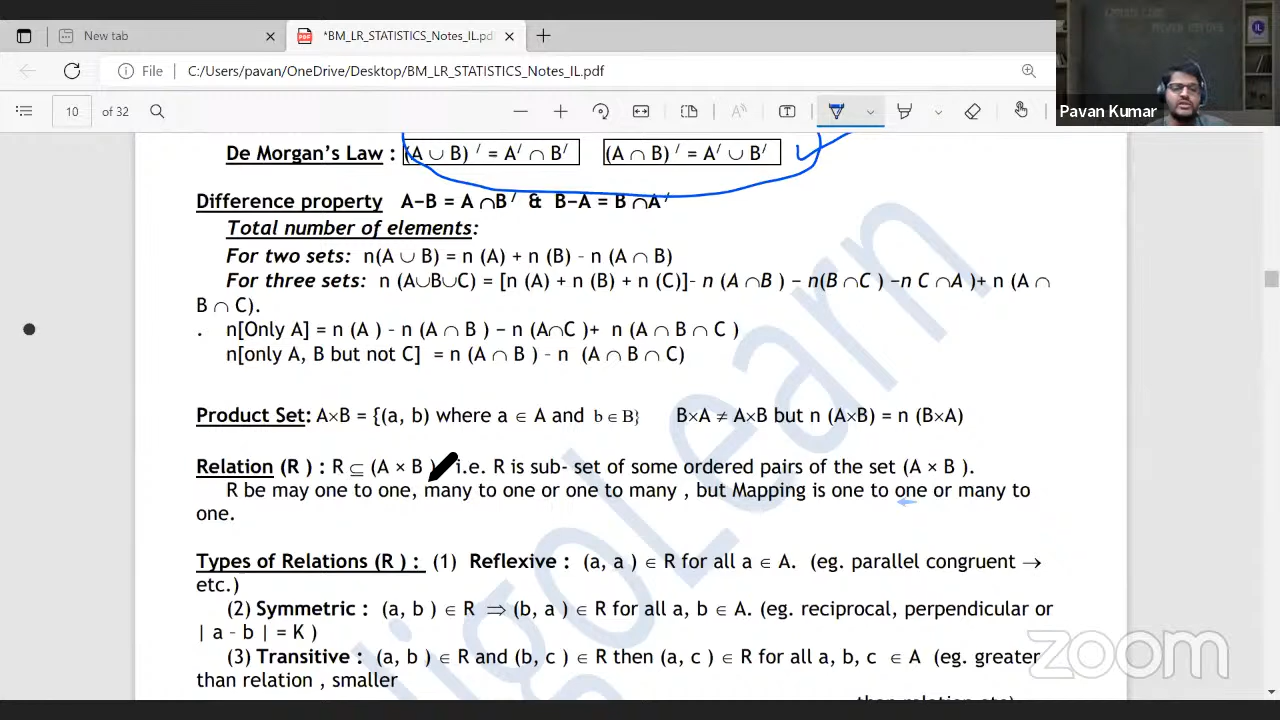 New tab
*BM_LR_STATISTICS_Notes_IL.pdf
File C:/Users/pavan/OneDrive/Desktop/BM_LR_STATISTICS_Notes_IL.pdf
10 of 32
Pavan Kumar
De Morgan's Law : (A ∪ B) ′ = A′ ∩ B′ (A ∩ B) ′ = A′ ∪ B′
Difference property A−B = A ∩B′ & B−A = B ∩A′
Total number of elements:
For two sets: n(A ∪ B) = n (A) + n (B) - n (A ∩ B)
For three sets: n (A∪B∪C) = [n (A) + n (B) + n (C)]- n (A ∩B ) − n(B ∩C ) −n C ∩A )+ n (A ∩
B ∩ C).
. n[Only A] = n (A ) - n (A ∩ B ) − n (A∩C )+ n (A ∩ B ∩ C )
n[only A, B but not C] = n (A ∩ B ) - n (A ∩ B ∩ C)
Product Set: A×B = {(a, b) where a ∈ A and b ∈ B} B×A ≠ A×B but n (A×B) = n (B×A)
Relation (R ) : R ⊆ (A × B ) i.e. R is sub- set of some ordered pairs of the set (A × B ).
R be may one to one, many to one or one to many , but Mapping is one to one or many to
one.
Types of Relations (R ) : (1) Reflexive : (a, a ) ∈ R for all a ∈ A. (eg. parallel congruent →
etc.)
(2) Symmetric : (a, b ) ∈ R ⇒ (b, a ) ∈ R for all a, b ∈ A. (eg. reciprocal, perpendicular or
| a - b | = K )
(3) Transitive : (a, b ) ∈ R and (b, c ) ∈ R then (a, c ) ∈ R for all a, b, c ∈ A (eg. greater
than relation , smaller
than relation etc)
zoom